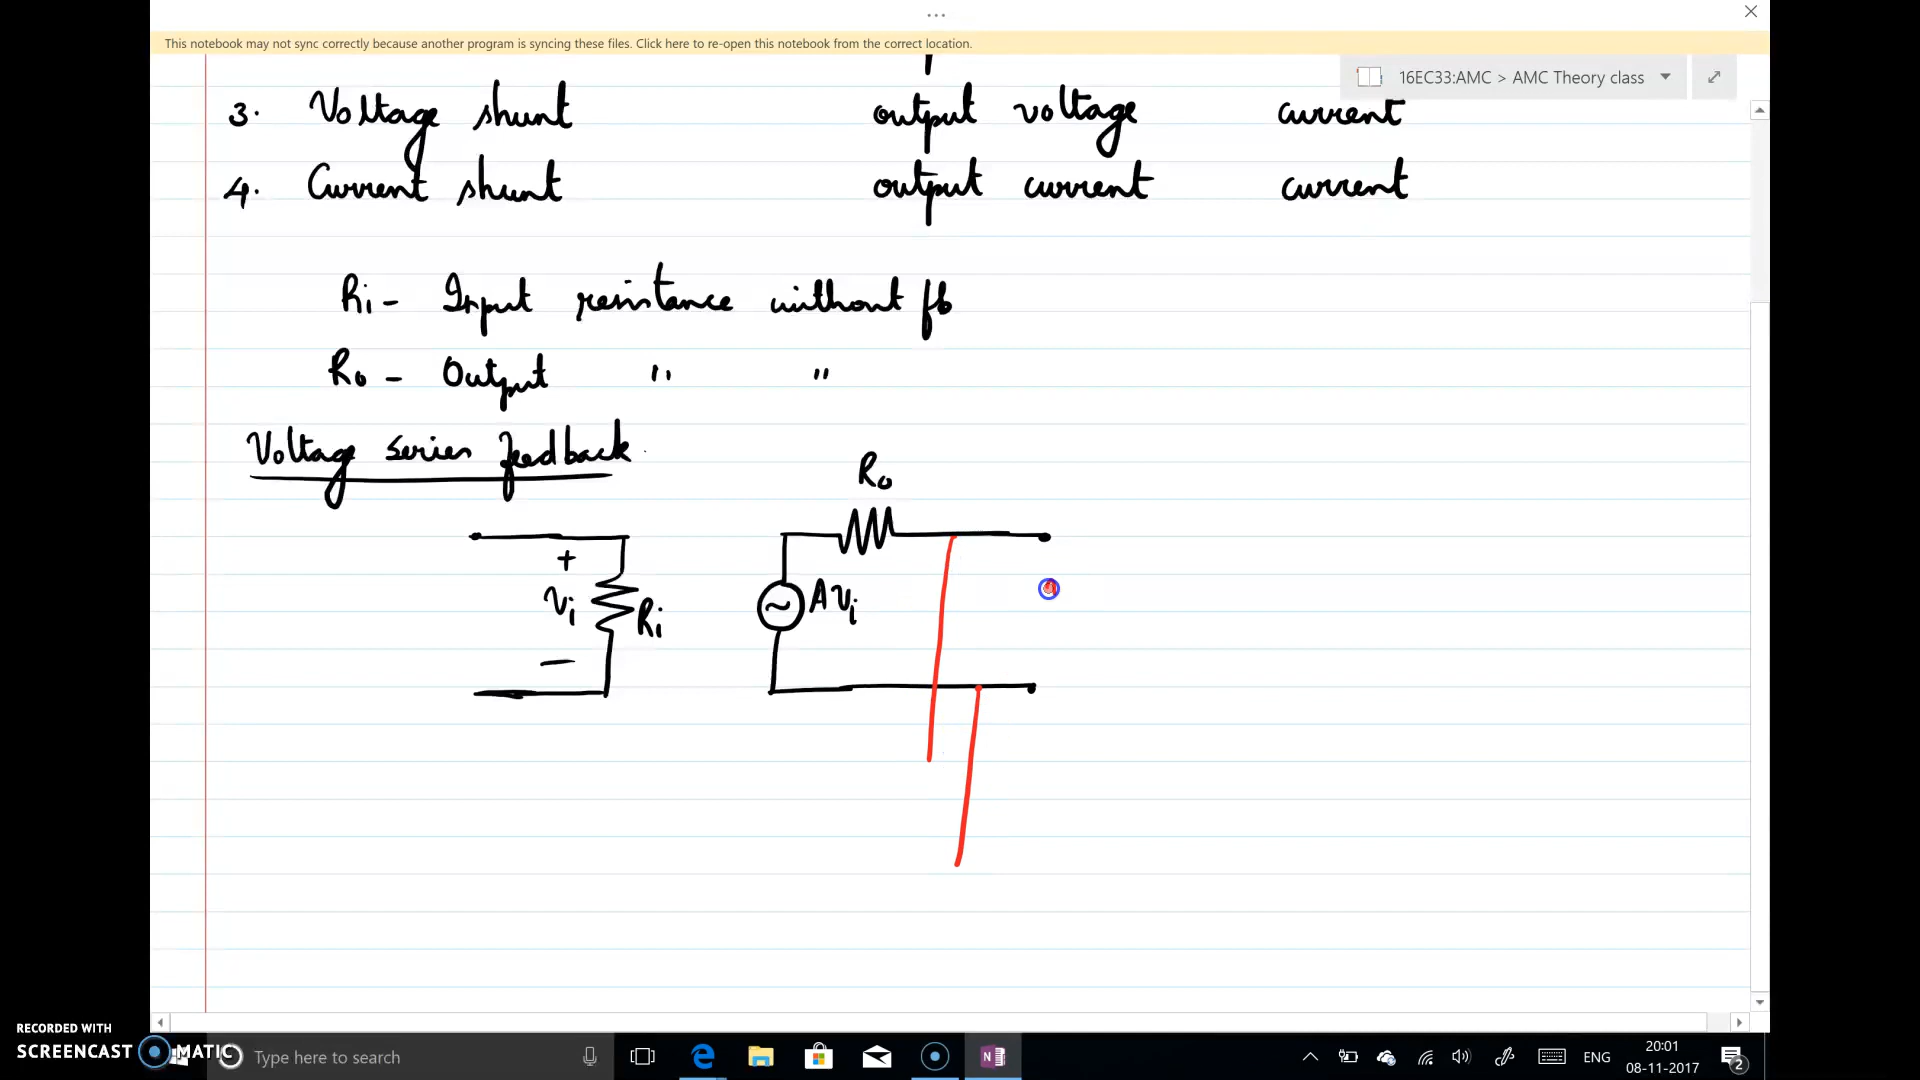 This notebook may not sync correctly because another program is syncing these files. Click here to re-open this notebook from the correct location.
16EC33:AMC > AMC Theory class
3. Voltage shunt output voltage current
4. Current shunt output current current
Ri - Input resistance without fb
Ro - Output " "
Voltage series feedback.
Ro
+
Vi
Ri
AVi
−
RECORDED WITH
SCREENCAST MATIC
Type here to search
ENG
20:01
08-11-2017
2